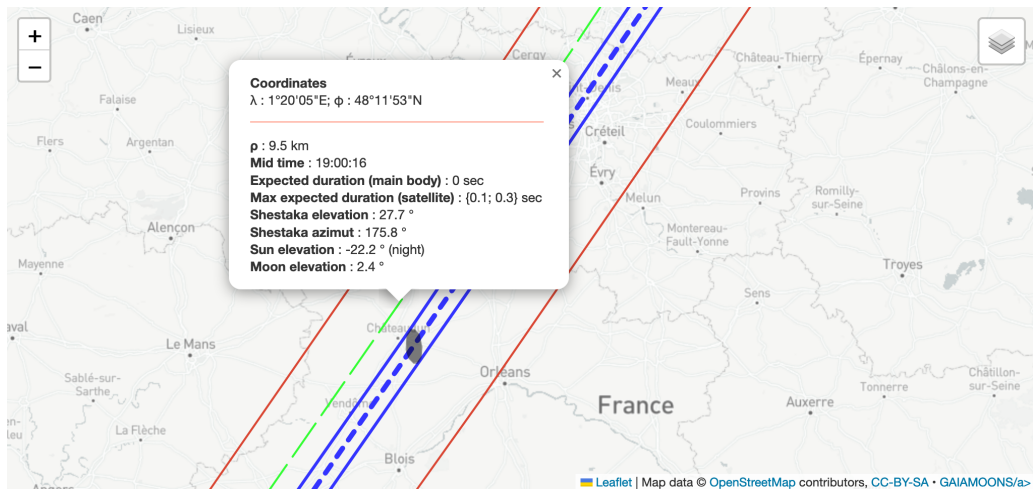 +
−
Caen
Lisieux
Cergy
Château-Thierry
Épernay
Châlons-en-
Champagne
Falaise
Meaux
Coulommiers
Flers
Argentan
Créteil
Évry
Melun
Provins
Romilly-
sur-Seine
Alençon
Montereau-
Fault-Yonne
Mayenne
Troyes
Sens
×
Coordinates
λ : 1°20'05"E; φ : 48°11'53"N
ρ : 9.5 km
Mid time : 19:00:16
Expected duration (main body) : 0 sec
Max expected duration (satellite) : {0.1; 0.3} sec
Shestaka elevation : 27.7 °
Shestaka azimut : 175.8 °
Sun elevation : -22.2 ° (night)
Moon elevation : 2.4 °
aval
Le Mans
Orléans
Sablé-sur-
Sarthe
Châtillon-
sur-Seine
Tonnerre
France
Auxerre
Vendôm
La Flèche
Blois
Leaflet | Map data © OpenStreetMap contributors, CC-BY-SA • GAIAMOONS/a